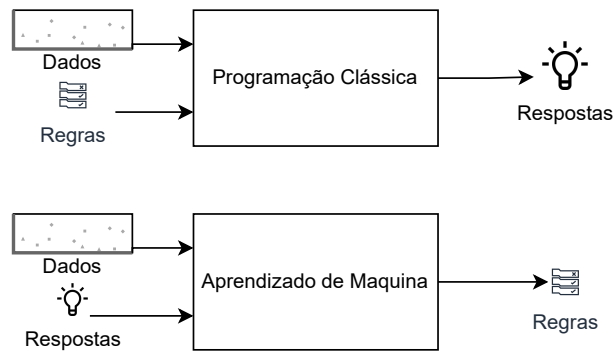 Dados
Regras
Programação Clássica
Respostas
Dados
Respostas
Aprendizado de Maquina
Regras